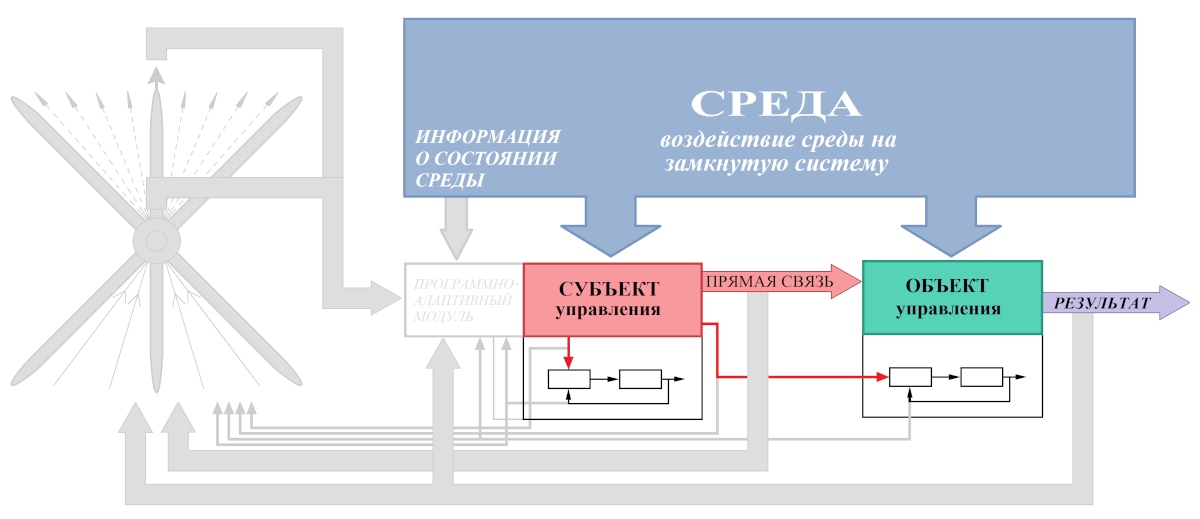 СРЕДА
воздействие среды на
замкнутую систему
ИНФОРМАЦИЯ
О СОСТОЯНИИ
СРЕДЫ
ПРОГРАММНО-
АДАПТИВНЫЙ
МОДУЛЬ
СУБЪЕКТ
управления
ПРЯМАЯ СВЯЗЬ
ОБЪЕКТ
управления
РЕЗУЛЬТАТ